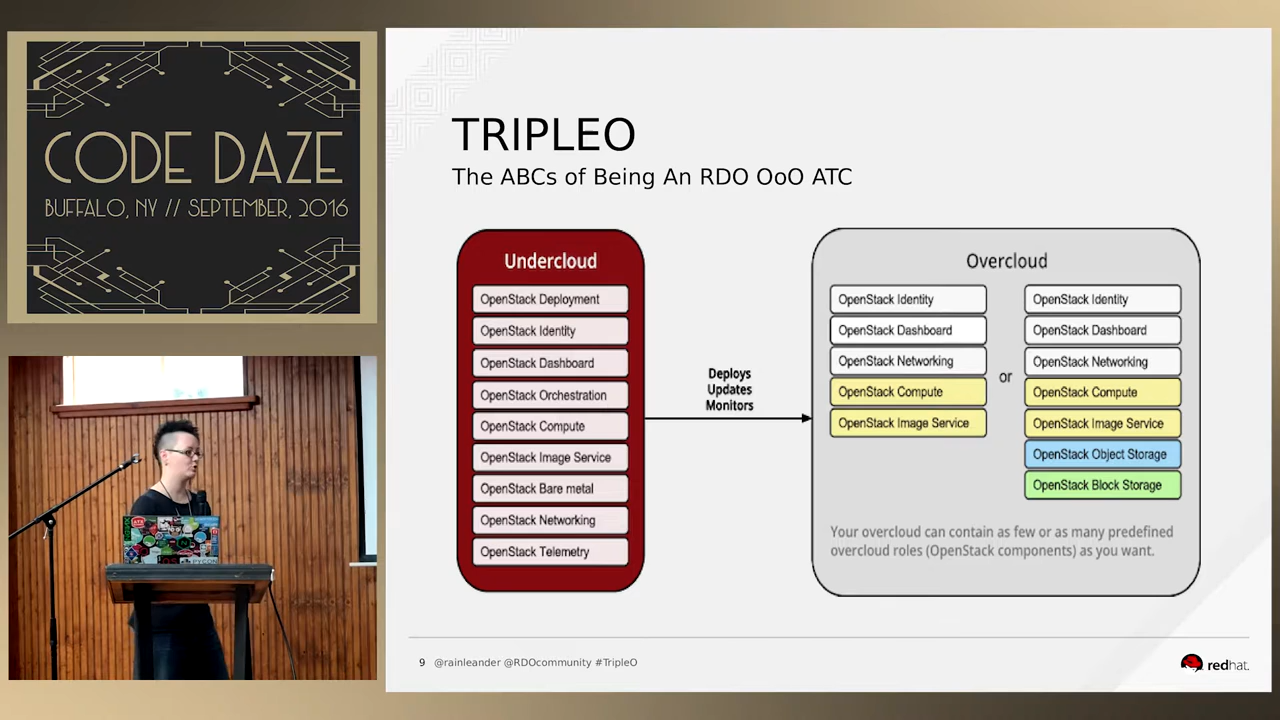 CODE DAZE
BUFFALO, NY // SEPTEMBER, 2016
TRIPLEO
The ABCs of Being An RDO OoO ATC
Undercloud
OpenStack Deployment
OpenStack Identity
OpenStack Dashboard
OpenStack Orchestration
OpenStack Compute
OpenStack Image Service
OpenStack Bare metal
OpenStack Networking
OpenStack Telemetry
Deploys
Updates
Monitors
Overcloud
OpenStack Identity
OpenStack Dashboard
OpenStack Networking
OpenStack Compute
OpenStack Image Service
or
OpenStack Identity
OpenStack Dashboard
OpenStack Networking
OpenStack Compute
OpenStack Image Service
OpenStack Object Storage
OpenStack Block Storage
Your overcloud can contain as few or as many predefined
overcloud roles (OpenStack components) as you want.
9 @rainleander @RDOcommunity #TripleO
redhat.